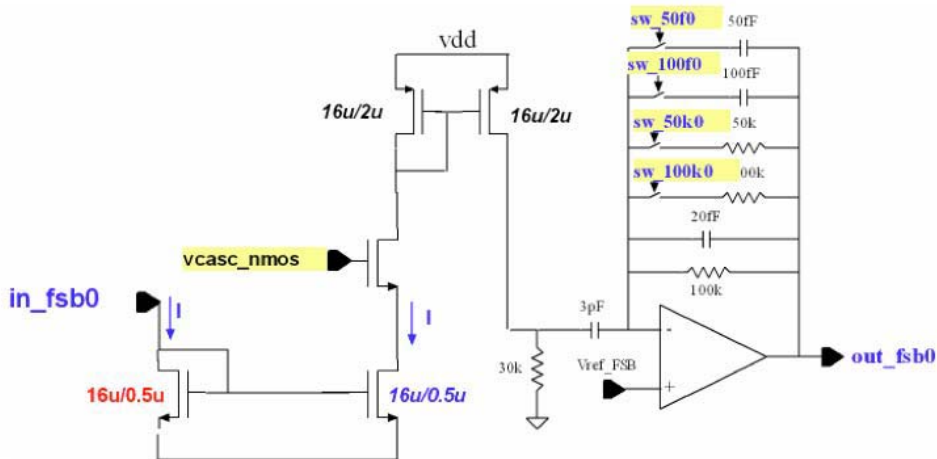 sw_50f0
50fF
vdd
sw_100f0
100fF
16u/2u
16u/2u
sw_50k0
50k
sw_100k0
00k
20fF
vcasc_nmos
100k
in_fsb0
I
I
3pF
-
30k
Vref_FSB
+
out_fsb0
16u/0.5u
16u/0.5u